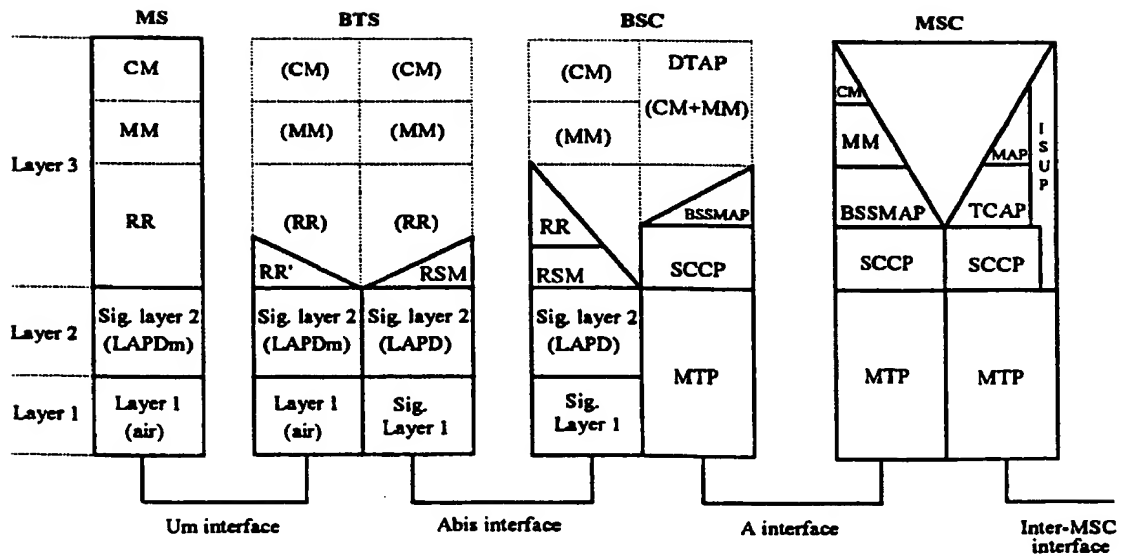 MS
BTS
BSC
MSC
Layer 3
Layer 2
Layer 1
CM
MM
RR
Sig. layer 2
(LAPDm)
Layer 1
(air)
(CM)
(CM)
(MM)
(MM)
(RR)
(RR)
RR'
RSM
Sig. layer 2
(LAPDm)
Sig. layer 2
(LAPD)
Layer 1
(air)
Sig.
Layer 1
(CM)
DTAP
(CM+MM)
(MM)
RR
BSSMAP
RSM
SCCP
Sig. layer 2
(LAPD)
MTP
Sig.
Layer 1
CM
MM
BSSMAP
MAP
TCAP
ISUP
SCCP
SCCP
MTP
MTP
Um interface
Abis interface
A interface
Inter-MSC
interface